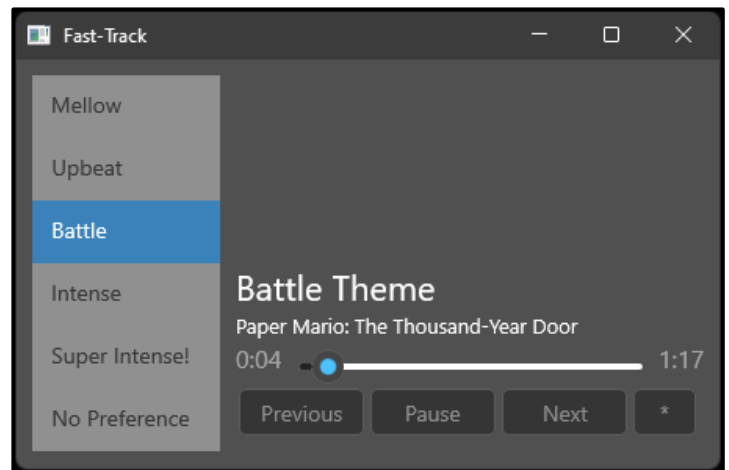 Fast-Track
Mellow
Upbeat
Battle
Intense
Super Intense!
No Preference
Battle Theme
Paper Mario: The Thousand-Year Door
0:04 1:17
Previous Pause Next *